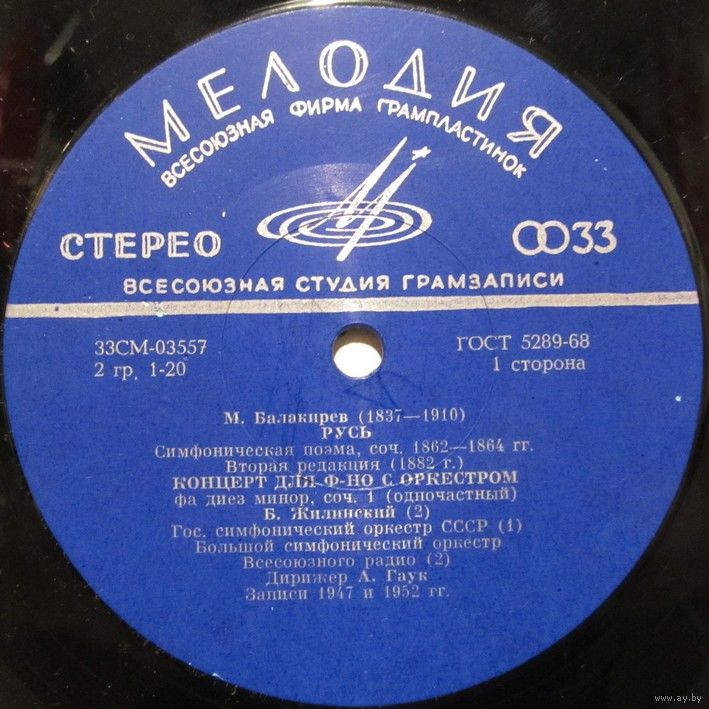 МЕЛОДИЯ
ВСЕСОЮЗНАЯ ФИРМА ГРАМПЛАСТИНОК
СТЕРЕО
33
ВСЕСОЮЗНАЯ СТУДИЯ ГРАМЗАПИСИ
33СМ-03557
ГОСТ 5289-68
2 гр. 1-20
1 сторона
М. Балакирев (1837—1910)
РУСЬ
Симфоническая поэма, соч. 1862—1864 гг.
Вторая редакция (1882 г.)
КОНЦЕРТ ДЛЯ Ф-НО С ОРКЕСТРОМ
фа диез минор, соч. 1 (одночастный)
Б. Жилинский (2)
Гос. симфонический оркестр СССР (1)
Большой симфонический оркестр
Всесоюзного радио (2)
Дирижер А. Гаук
Записи 1947 и 1952 гг.
www.ay.by